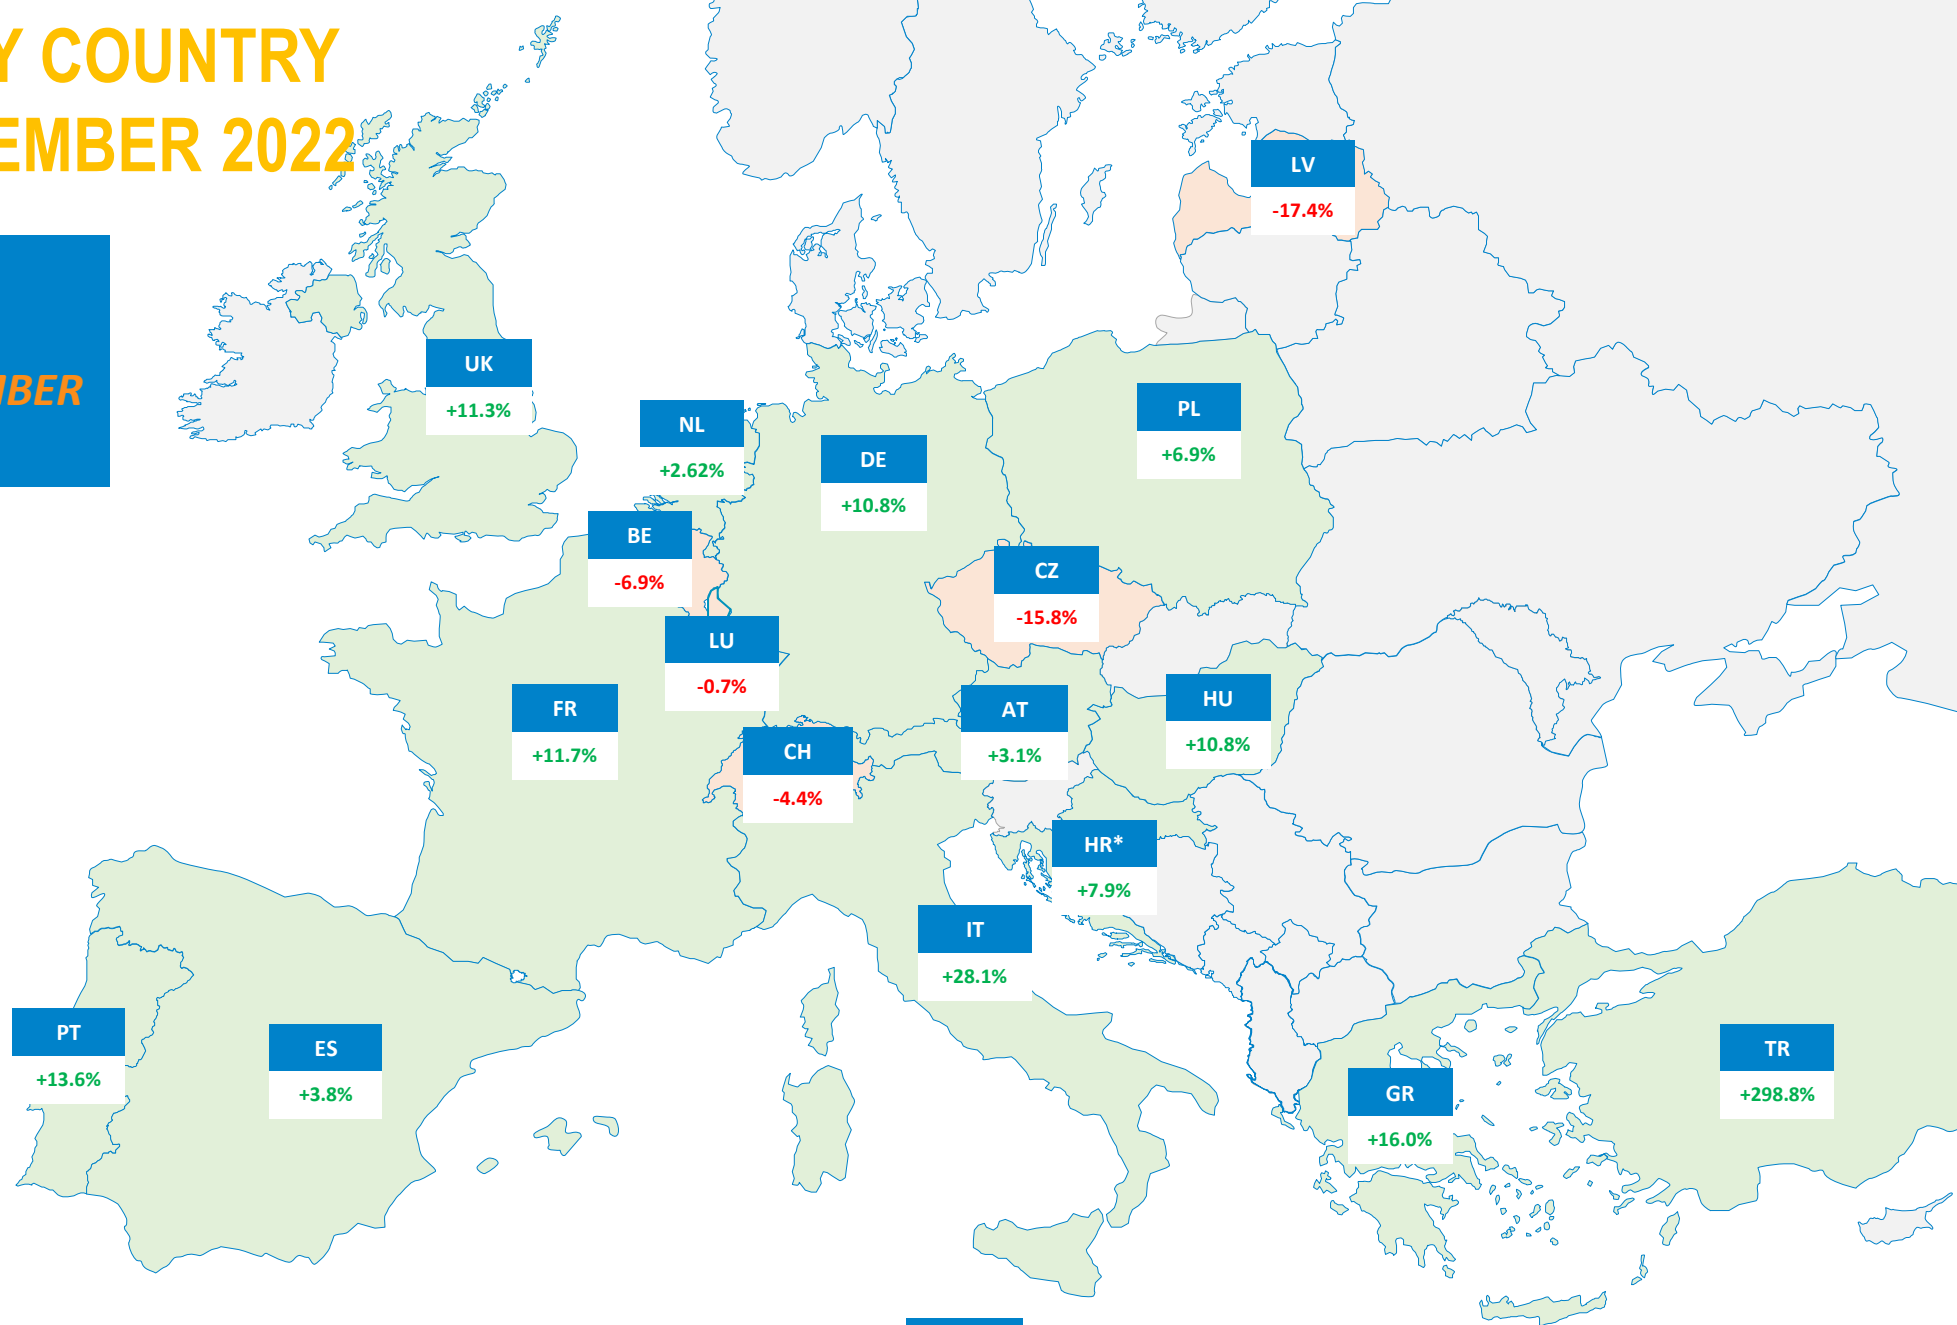 Y COUNTRY
EMBER 2022
LV
-17.4%
UK
+11.3%
NL
+2.62%
PL
+6.9%
DE
+10.8%
BE
-6.9%
CZ
-15.8%
LU
-0.7%
FR
+11.7%
AT
+3.1%
HU
+10.8%
CH
-4.4%
HR*
+7.9%
IT
+28.1%
PT
+13.6%
ES
+3.8%
TR
+298.8%
GR
+16.0%